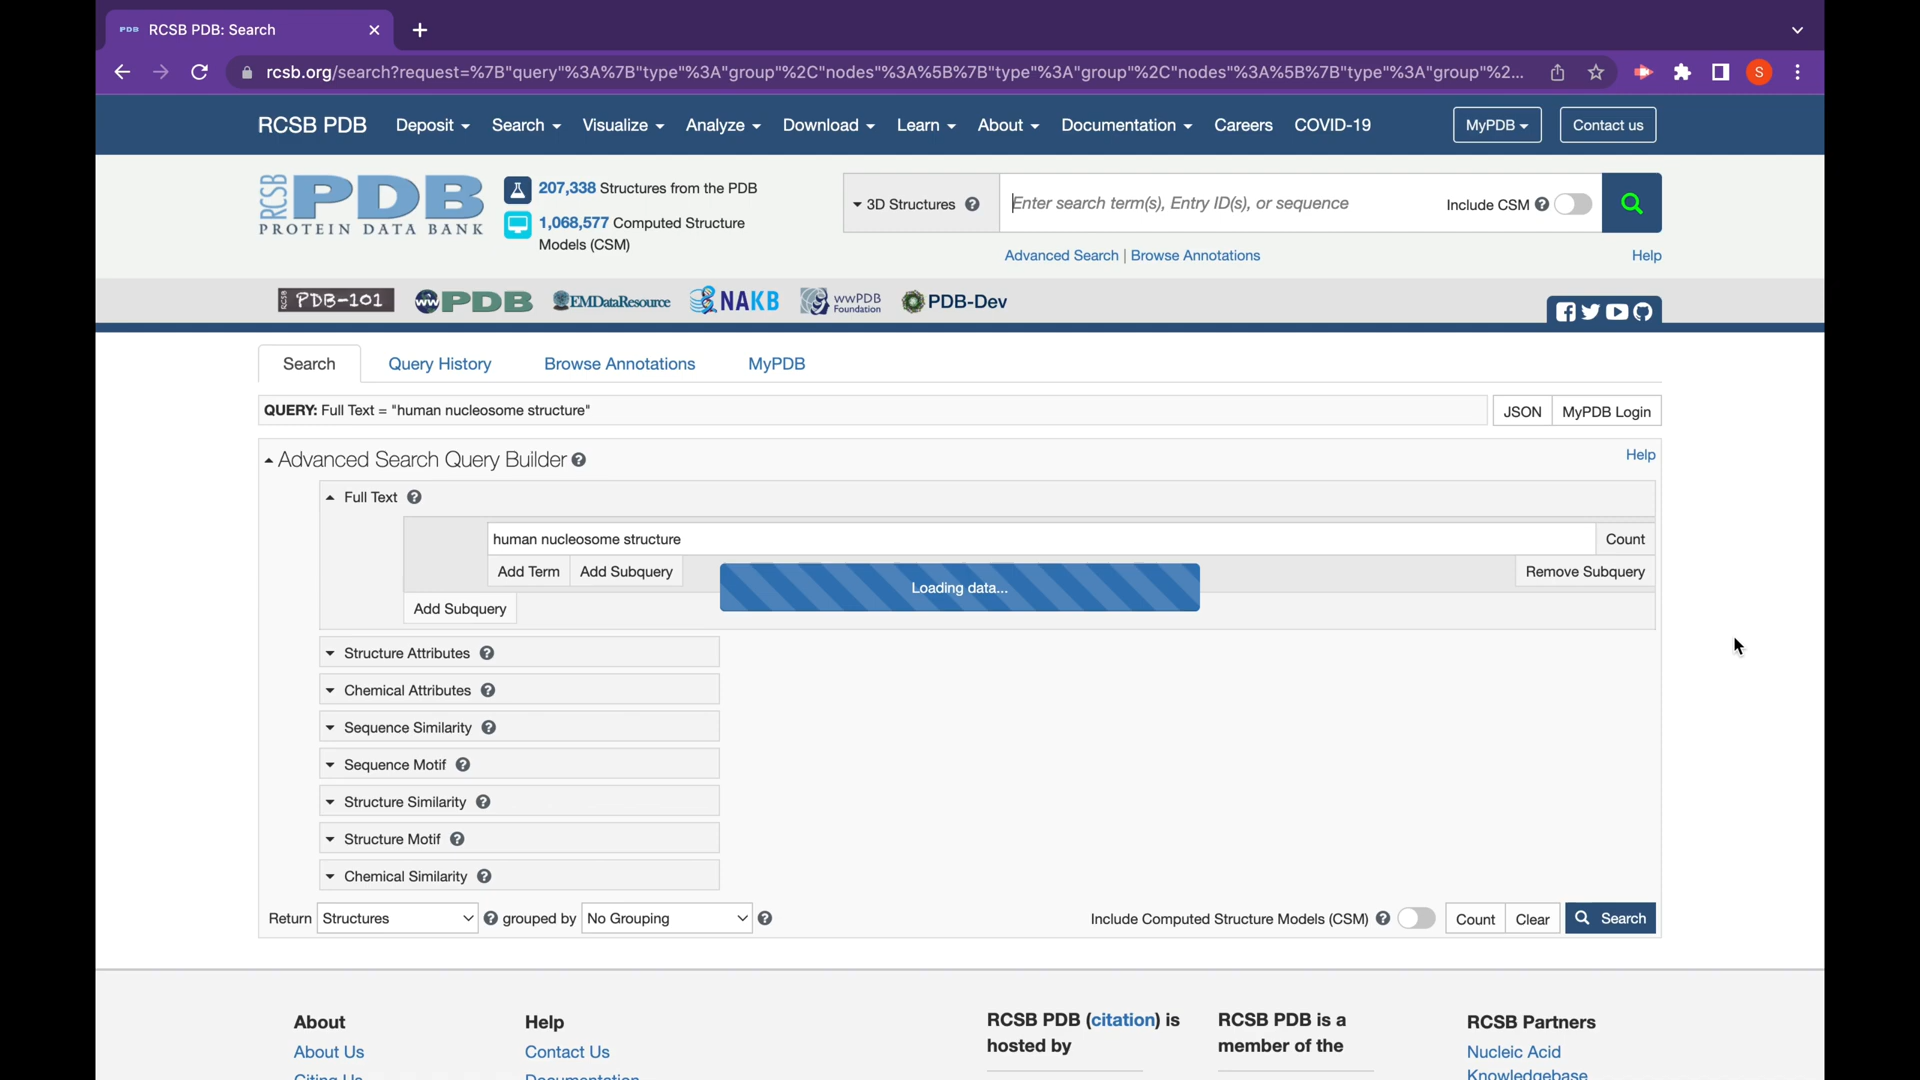 PDB RCSB PDB: Search
rcsb.org/search?request=%7B"query"%3A%7B"type"%3A"group"%2C"nodes"%3A%5B%7B"type"%3A"group"%2C"nodes"%3A%5B%7B"type"%3A"group"%2... S
RCSB PDB Deposit Search Visualize Analyze Download Learn About Documentation Careers COVID-19 MyPDB Contact us
RCSB PDB
PROTEIN DATA BANK
207,338 Structures from the PDB
1,068,577 Computed Structure
Models (CSM)
3D Structures ? Enter search term(s), Entry ID(s), or sequence Include CSM ?
Advanced Search | Browse Annotations Help
RCSB PDB-101 wwPDB EMDataResource NAKB wwPDB Foundation PDB-Dev
Search Query History Browse Annotations MyPDB
QUERY: Full Text = "human nucleosome structure" JSON MyPDB Login
Advanced Search Query Builder ? Help
Full Text ?
human nucleosome structure Count
Add Term Add Subquery Remove Subquery
Loading data...
Add Subquery
Structure Attributes ?
Chemical Attributes ?
Sequence Similarity ?
Sequence Motif ?
Structure Similarity ?
Structure Motif ?
Chemical Similarity ?
Return Structures ? grouped by No Grouping ? Include Computed Structure Models (CSM) ? Count Clear Search
About Help RCSB PDB (citation) is RCSB PDB is a RCSB Partners
About Us Contact Us hosted by member of the Nucleic Acid
Citing Us Documentation Knowledgebase